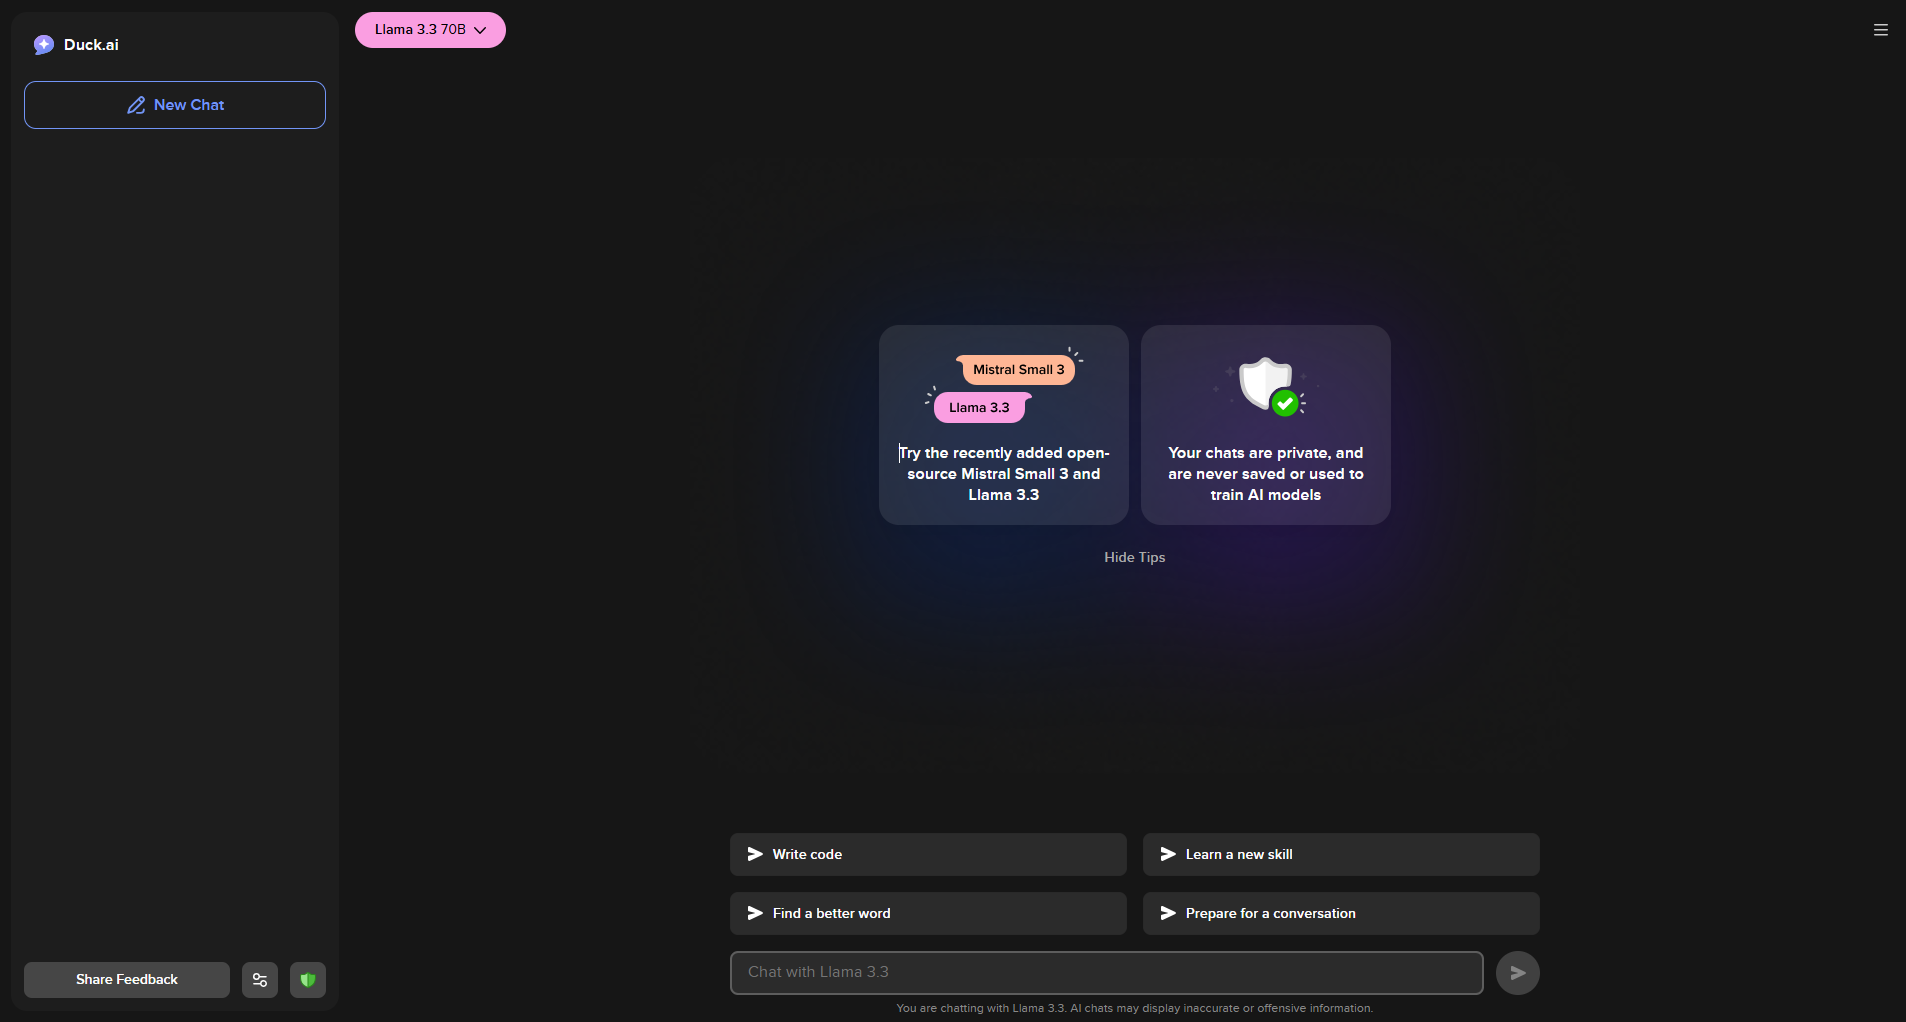 Duck.ai
New Chat
Llama 3.3 70B
Mistral Small 3
Llama 3.3
Try the recently added open-
source Mistral Small 3 and
Llama 3.3
Your chats are private, and
are never saved or used to
train AI models
Hide Tips
Write code
Learn a new skill
Find a better word
Prepare for a conversation
Chat with Llama 3.3
You are chatting with Llama 3.3. AI chats may display inaccurate or offensive information.
Share Feedback